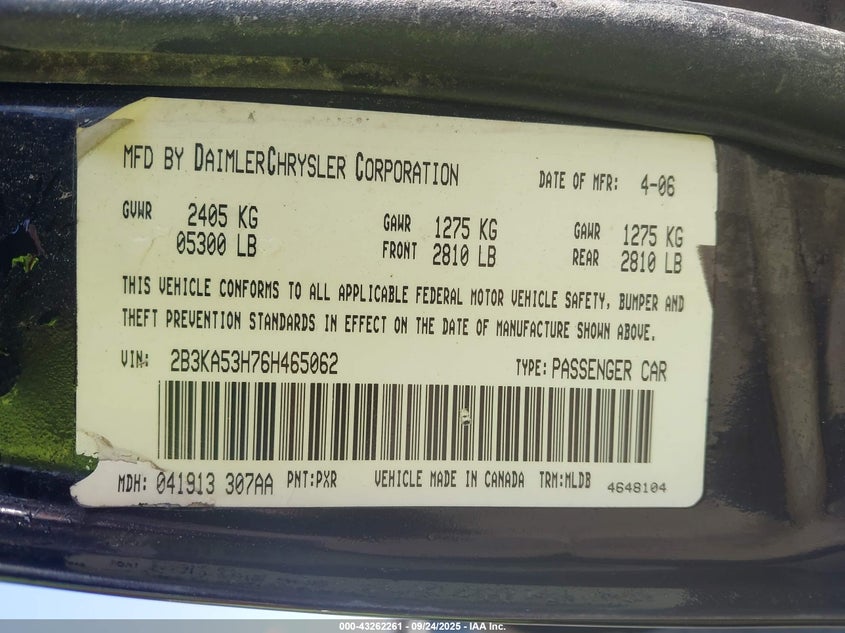 MFD BY DAIMLERCHRYSLER CORPORATION DATE OF MFR: 4-06
GVWR 2405 KG GAWR 1275 KG GAWR 1275 KG
05300 LB FRONT 2810 LB REAR 2810 LB
THIS VEHICLE CONFORMS TO ALL APPLICABLE FEDERAL MOTOR VEHICLE SAFETY, BUMPER AND
THEFT PREVENTION STANDARDS IN EFFECT ON THE DATE OF MANUFACTURE SHOWN ABOVE.
VIN: 2B3KA53H76H465062 TYPE: PASSENGER CAR
MDH: 041913 307AA PNT:PXR VEHICLE MADE IN CANADA TRM:MLDB 4648104
000-43262261 - 09/24/2025 - IAA Inc.